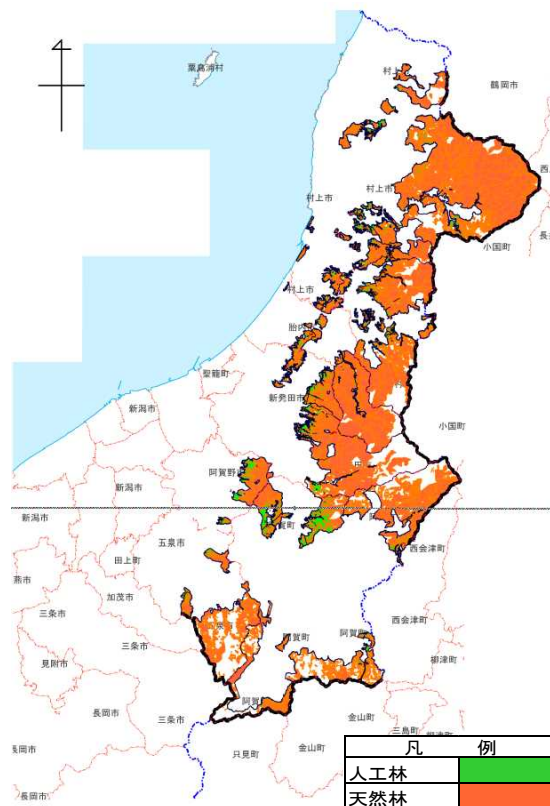 粟島浦村
村上
鶴岡市
村上市
村上市
小国町
村上市
胎内
聖籠町
新発田市
新潟市
小国町
阿賀野
新潟市
新潟市
五泉市
西会津町
田上町
燕市
加茂市
三条市
西会津町
三条市
阿賀町
阿賀町
見附市
柳津町
阿賀
長岡市
三条市
金山町
三島町
長岡市
只見町
金山町
長岡市
凡 例
人工林
天然林